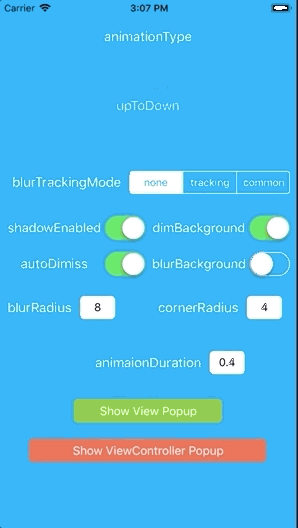 Carrier 3:07 PM
animationType
upToDown
blurTrackingMode none tracking common
shadowEnabled dimBackground
autoDimiss blurBackground
blurRadius 8 cornerRadius 4
animaionDuration 0.4
Show View Popup
Show ViewController Popup